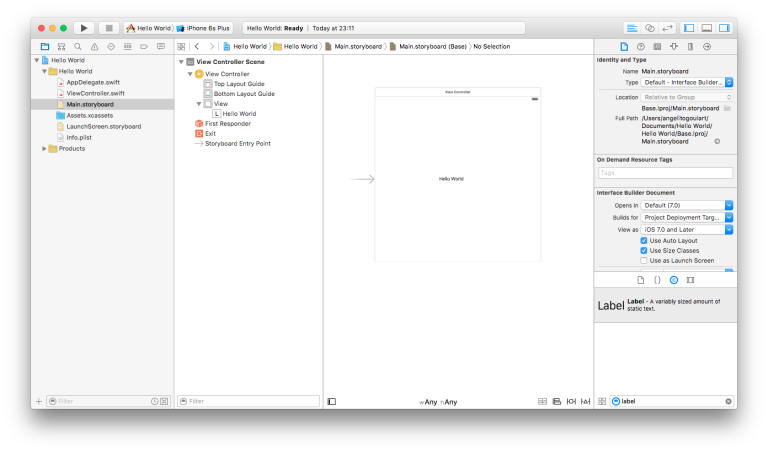 Hello World
iPhone 6s Plus
Hello World: Ready | Today at 23:11
Hello World
Hello World
Main.storyboard
Main.storyboard (Base)
No Selection
Hello World
Hello World
AppDelegate.swift
ViewController.swift
Main.storyboard
Assets.xcassets
LaunchScreen.storyboard
Info.plist
Products
Filter
View Controller Scene
View Controller
Top Layout Guide
Bottom Layout Guide
View
L Hello World
First Responder
Exit
Storyboard Entry Point
Filter
View Controller
Hello World
wAny hAny
Identity and Type
Name Main.storyboard
Type Default - Interface Builder...
Location Relative to Group
Base.lproj/Main.storyboard
Full Path /Users/angelitogoulart/
Documents/Hello World/
Hello World/Base.lproj/
Main.storyboard
On Demand Resource Tags
Tags
Interface Builder Document
Opens in Default (7.0)
Builds for Project Deployment Targ...
View as iOS 7.0 and Later
Use Auto Layout
Use Size Classes
Use as Launch Screen
{ }
Label
Label - A variably sized amount of
static text.
label